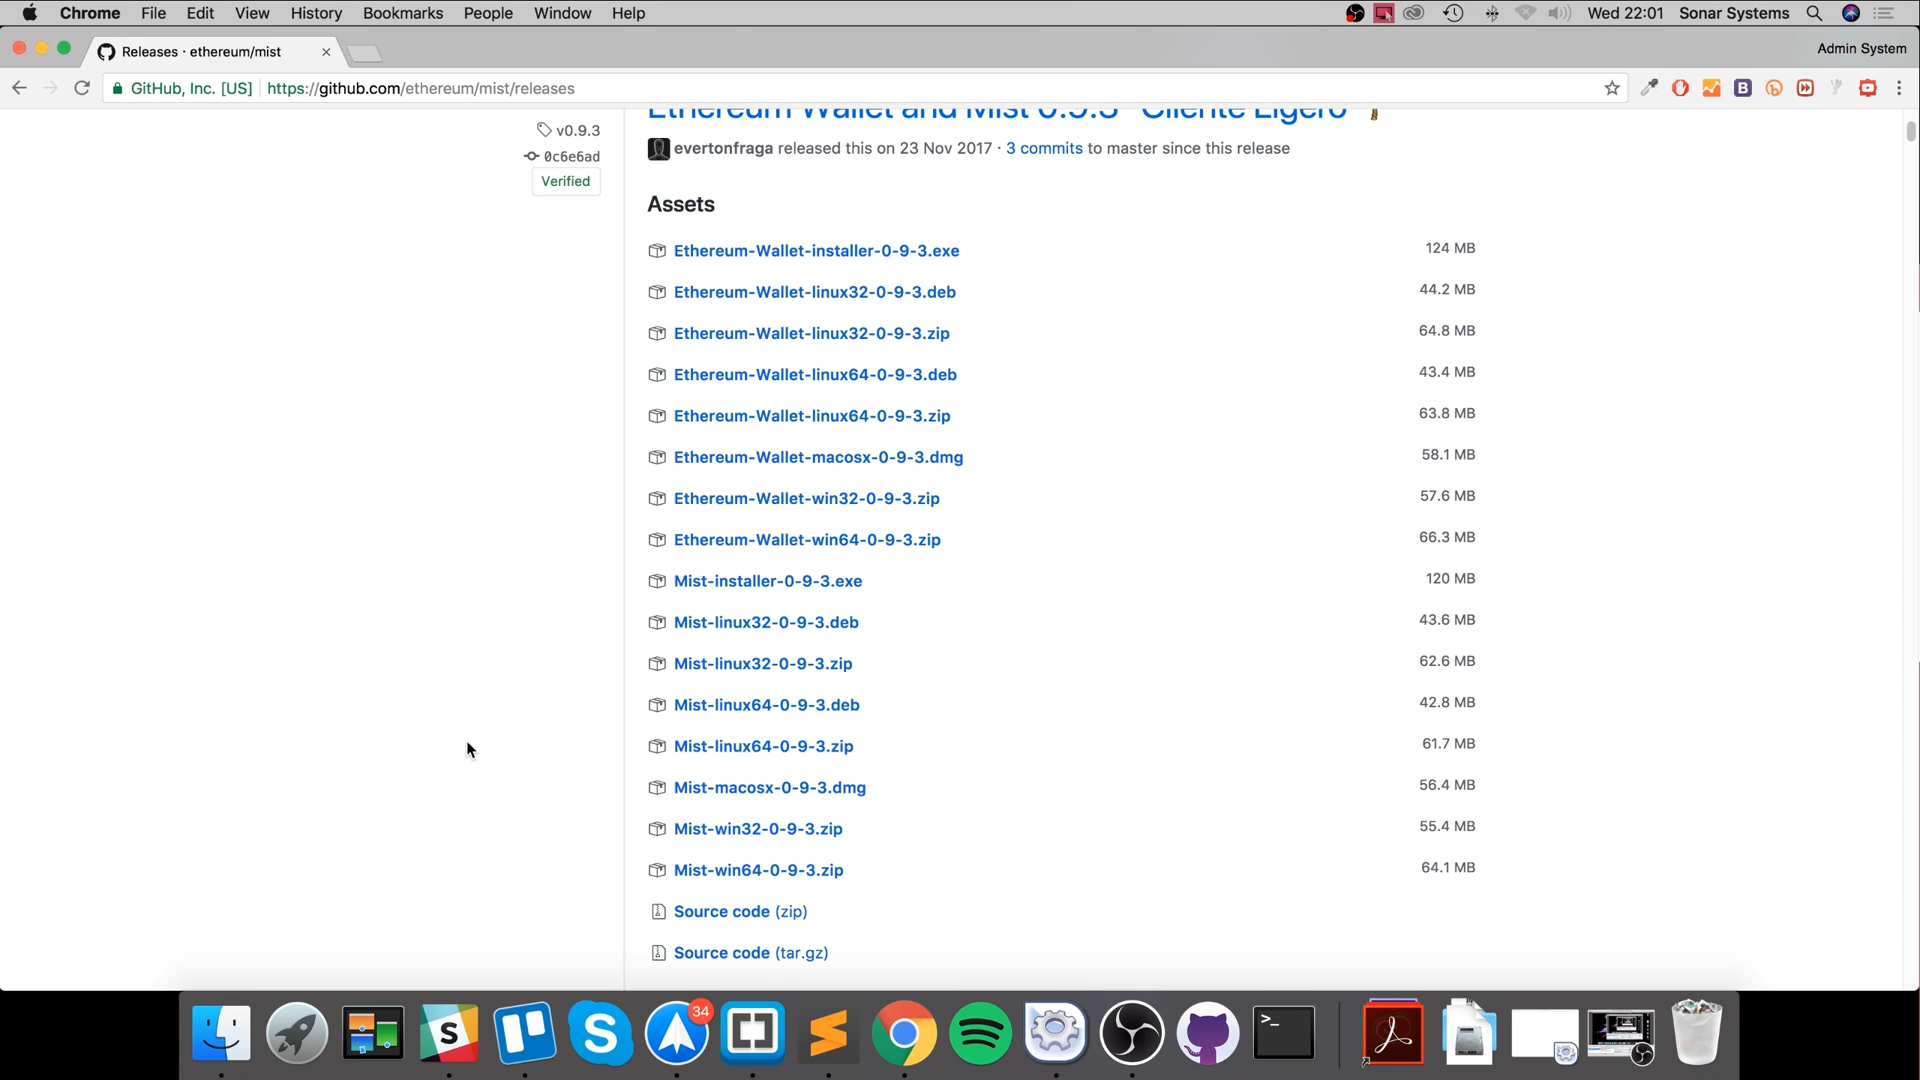 Chrome File Edit View History Bookmarks People Window Help Wed 22:01 Sonar Systems
Releases · ethereum/mist Admin System
GitHub, Inc. [US] https://github.com/ethereum/mist/releases
Ethereum Wallet and Mist 0.9.3 "Cliente Ligero"
v0.9.3
0c6e6ad
Verified
evertonfraga released this on 23 Nov 2017 · 3 commits to master since this release
Assets
Ethereum-Wallet-installer-0-9-3.exe 124 MB
Ethereum-Wallet-linux32-0-9-3.deb 44.2 MB
Ethereum-Wallet-linux32-0-9-3.zip 64.8 MB
Ethereum-Wallet-linux64-0-9-3.deb 43.4 MB
Ethereum-Wallet-linux64-0-9-3.zip 63.8 MB
Ethereum-Wallet-macosx-0-9-3.dmg 58.1 MB
Ethereum-Wallet-win32-0-9-3.zip 57.6 MB
Ethereum-Wallet-win64-0-9-3.zip 66.3 MB
Mist-installer-0-9-3.exe 120 MB
Mist-linux32-0-9-3.deb 43.6 MB
Mist-linux32-0-9-3.zip 62.6 MB
Mist-linux64-0-9-3.deb 42.8 MB
Mist-linux64-0-9-3.zip 61.7 MB
Mist-macosx-0-9-3.dmg 56.4 MB
Mist-win32-0-9-3.zip 55.4 MB
Mist-win64-0-9-3.zip 64.1 MB
Source code (zip)
Source code (tar.gz)
34